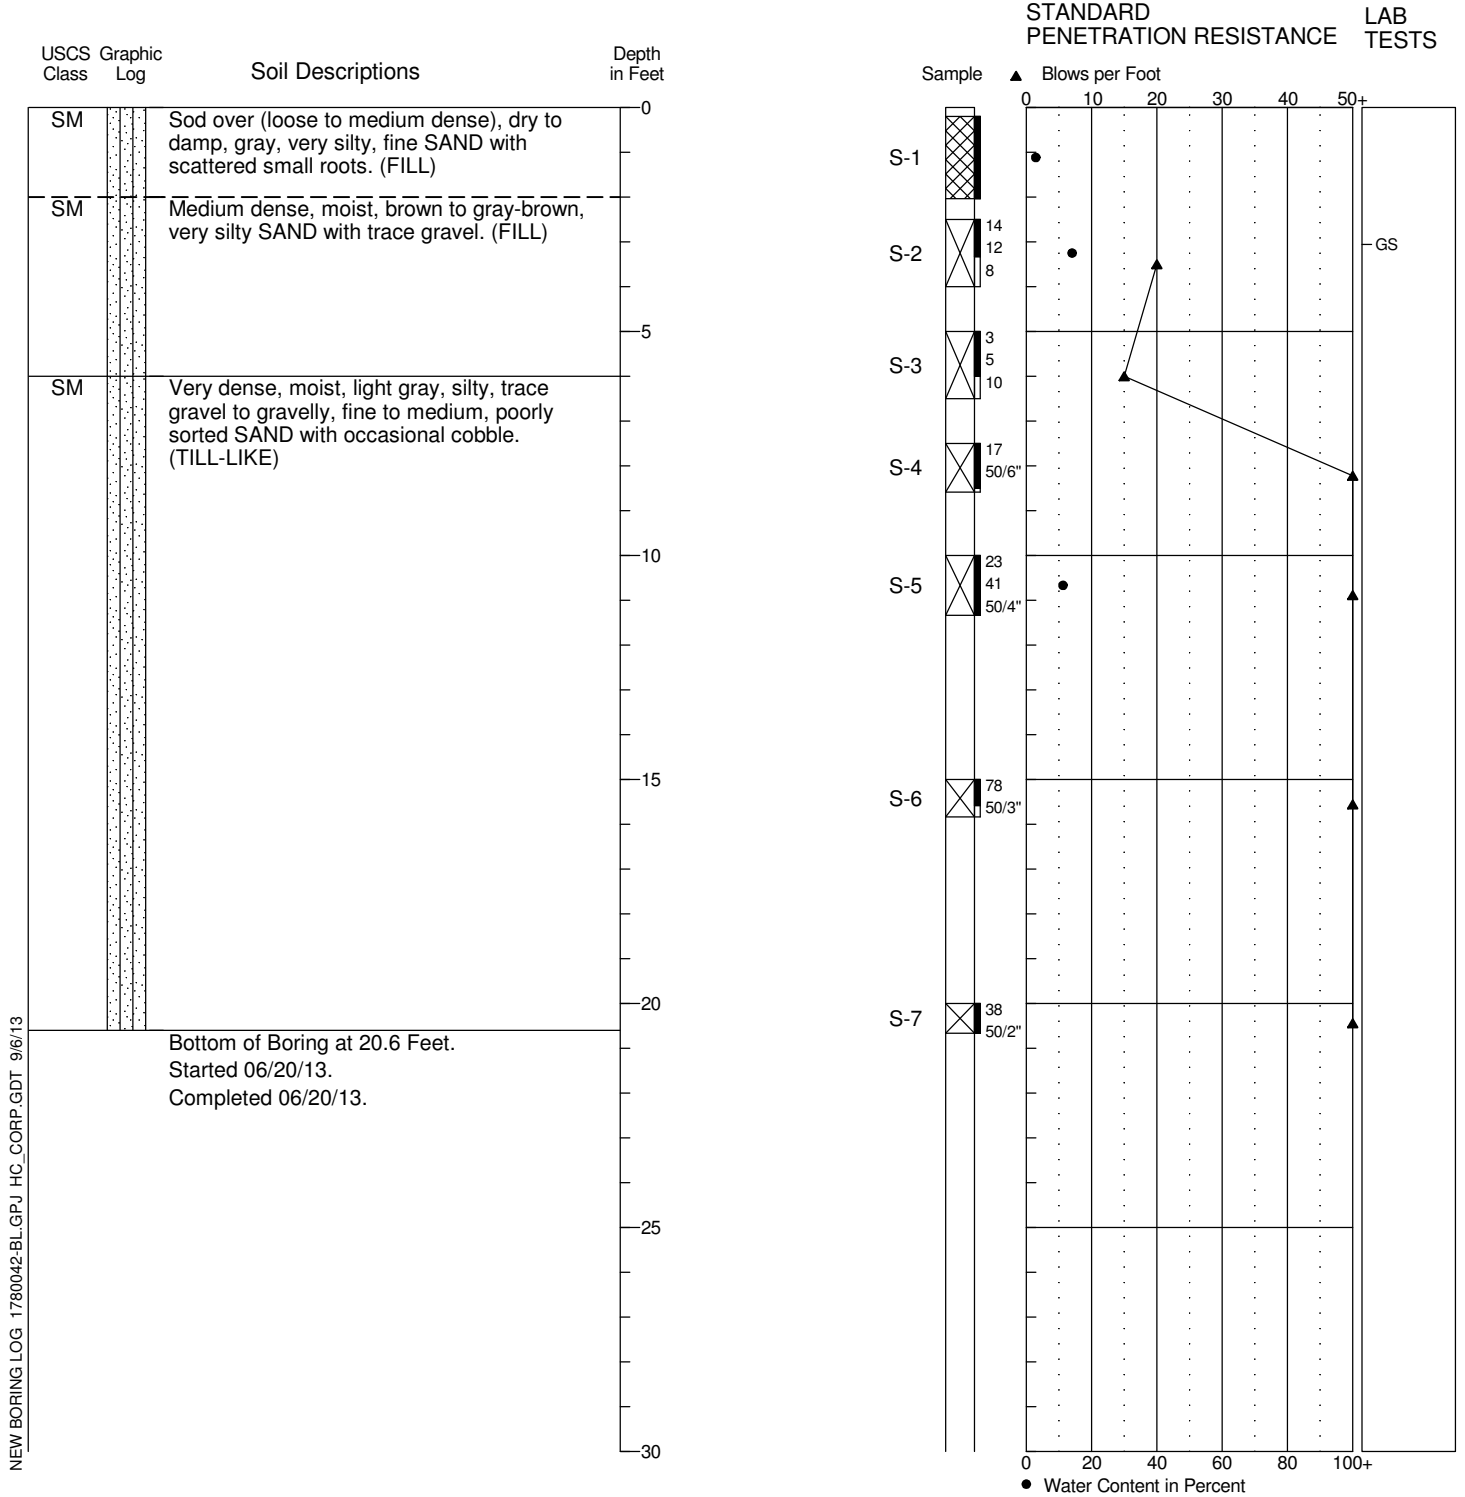 STANDARD
PENETRATION RESISTANCE
LAB
TESTS
USCS Graphic
Class Log
Soil Descriptions
Depth
in Feet
Sample
▲ Blows per Foot
0 10 20 30 40 50+
0
SM
Sod over (loose to medium dense), dry to
damp, gray, very silty, fine SAND with
scattered small roots. (FILL)
S-1
SM
Medium dense, moist, brown to gray-brown,
very silty SAND with trace gravel. (FILL)
S-2
14
12
8
GS
5
S-3
3
5
10
SM
Very dense, moist, light gray, silty, trace
gravel to gravelly, fine to medium, poorly
sorted SAND with occasional cobble.
(TILL-LIKE)
S-4
17
50/6"
10
S-5
23
41
50/4"
15
S-6
78
50/3"
20
S-7
38
50/2"
Bottom of Boring at 20.6 Feet.
Started 06/20/13.
Completed 06/20/13.
25
30
0 20 40 60 80 100+
● Water Content in Percent
NEW BORING LOG 1780042-BL.GPJ HC_CORP.GDT 9/6/13